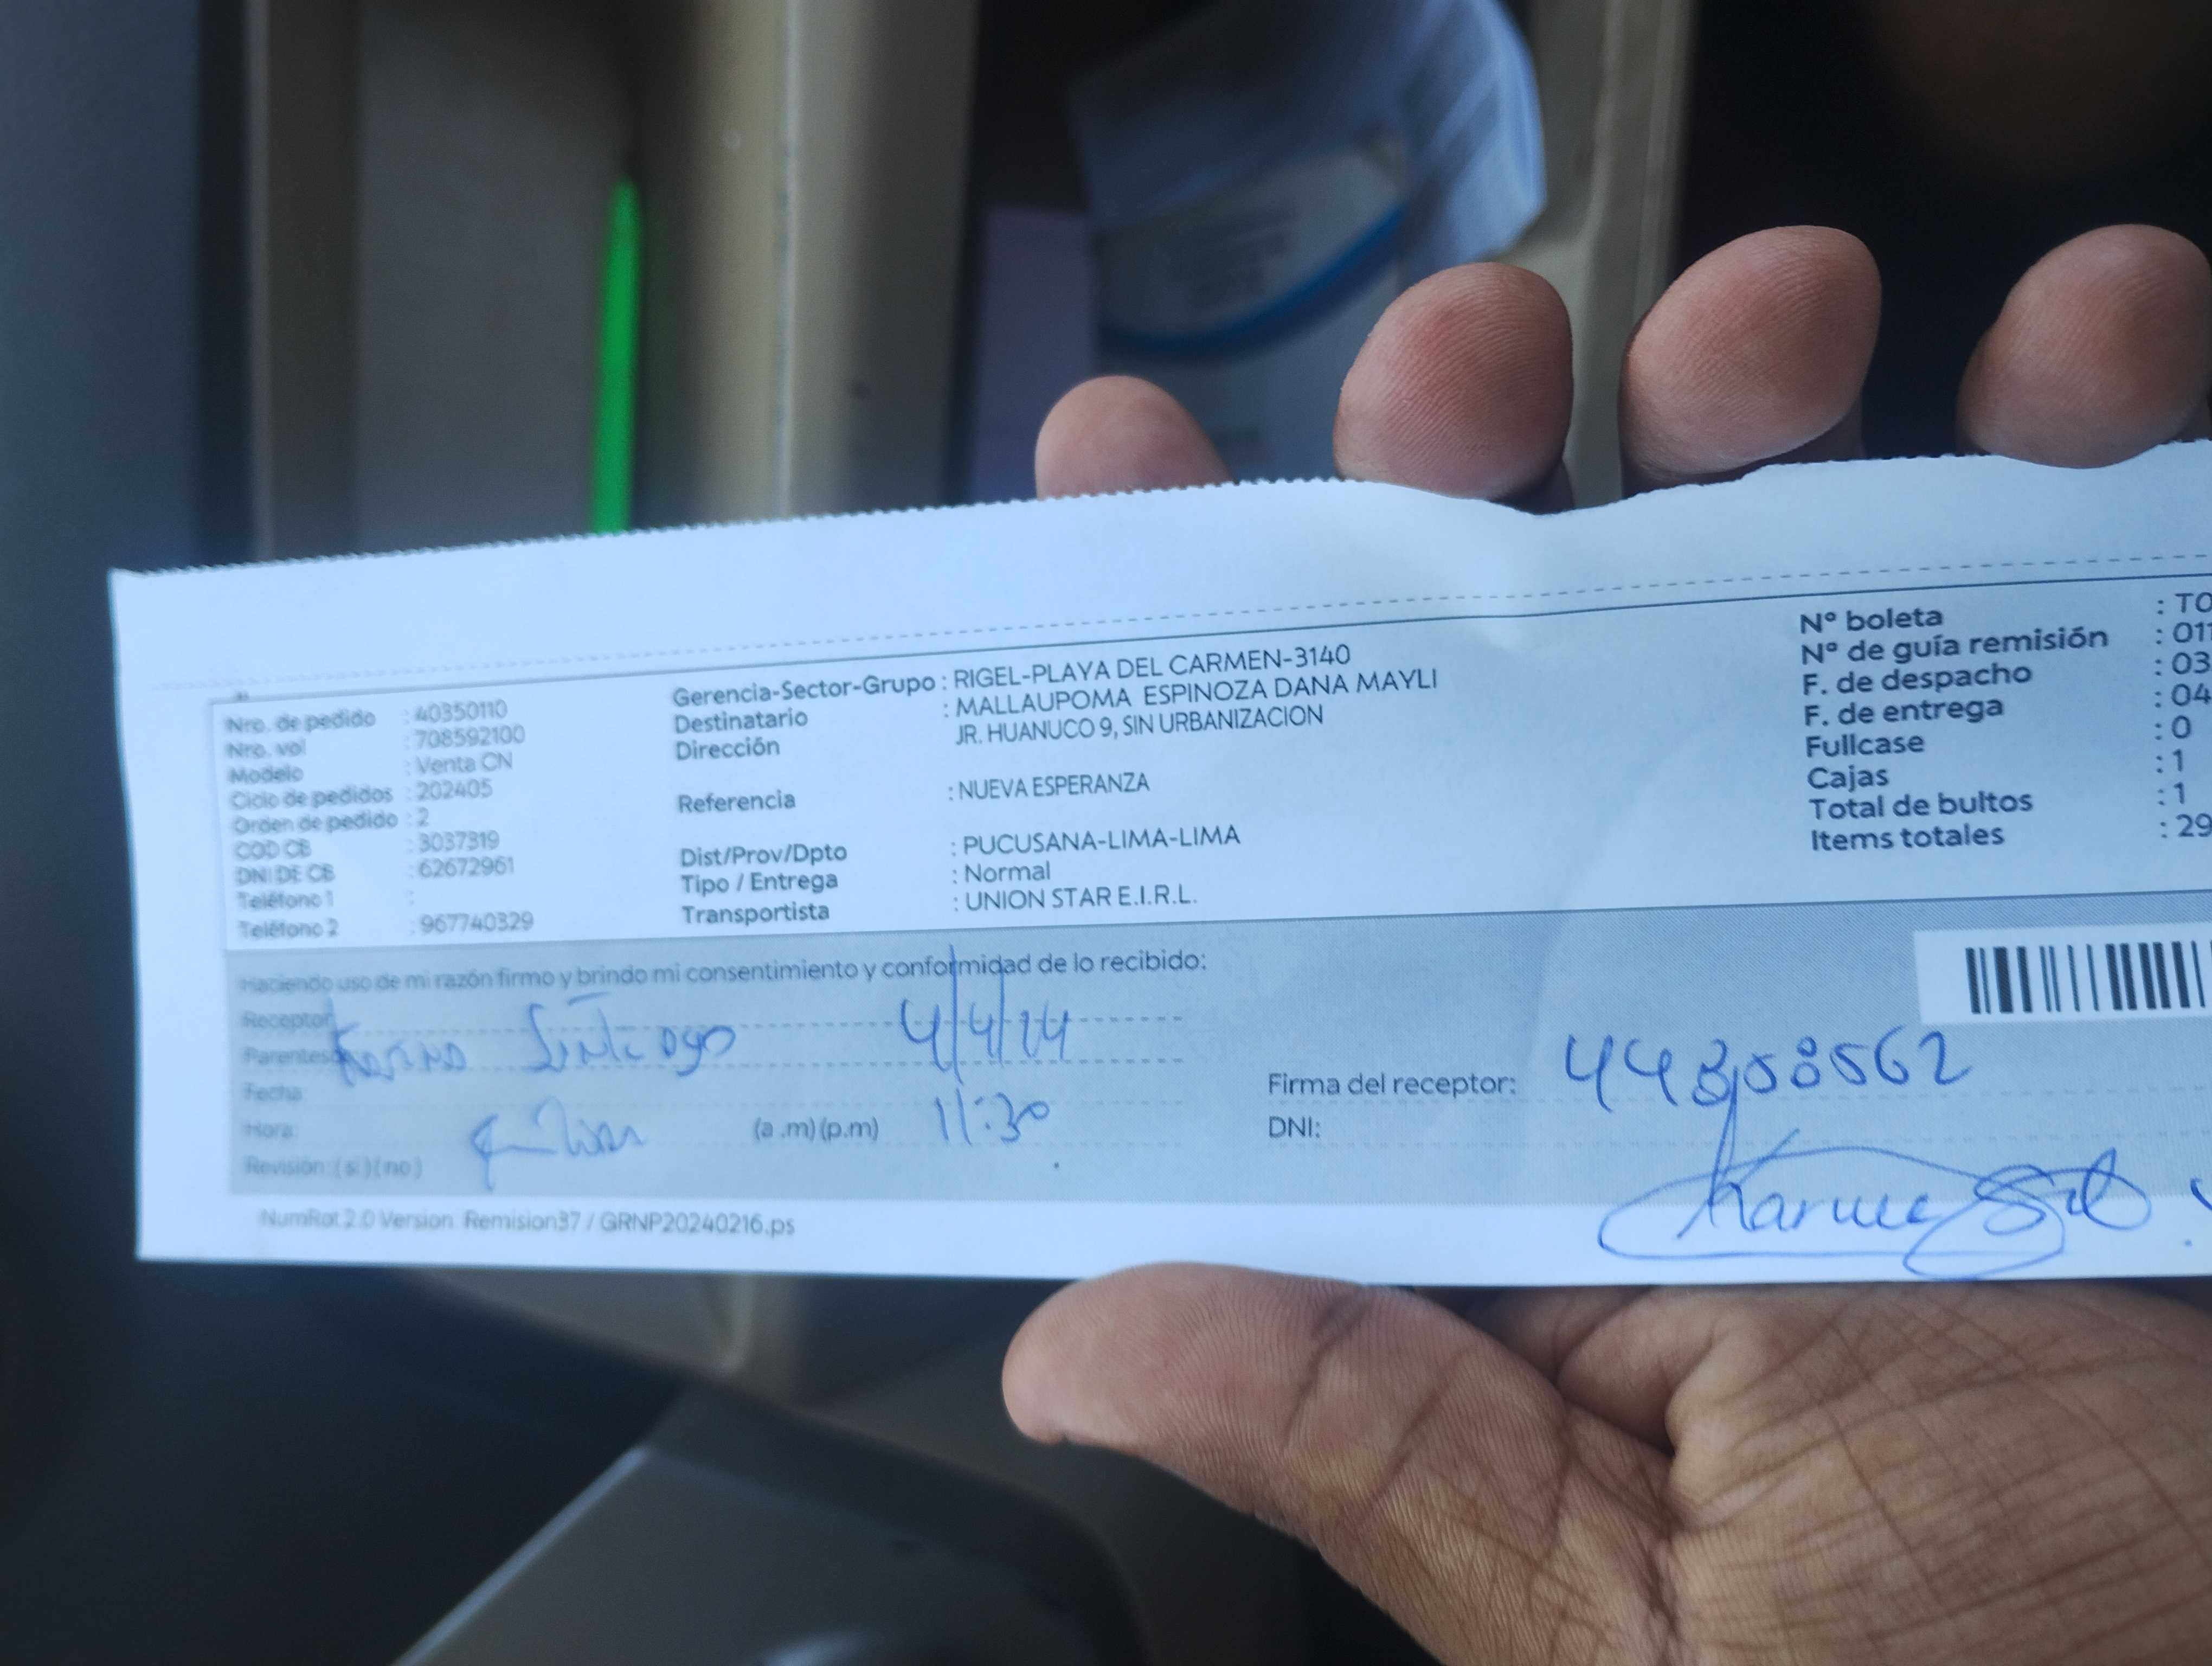 Nro. de pedido : 40350110
Nro. vol : 708592100
Modelo : Venta CN
Ciclo de pedidos : 202405
Orden de pedido : 2
COD CB : 3037319
DNI DE CB : 62672961
Teléfono 1 :
Teléfono 2 : 967740329
Gerencia-Sector-Grupo : RIGEL-PLAYA DEL CARMEN-3140
Destinatario : MALLAUPOMA ESPINOZA DANA MAYLI
Dirección JR. HUANUCO 9, SIN URBANIZACION
Referencia : NUEVA ESPERANZA
Dist/Prov/Dpto : PUCUSANA-LIMA-LIMA
Tipo / Entrega : Normal
Transportista : UNION STAR E.I.R.L.
Nº boleta : TO
Nº de guía remisión : 011
F. de despacho : 03
F. de entrega : 04
Fullcase : 0
Cajas : 1
Total de bultos : 1
Items totales : 29
Haciendo uso de mi razón firmo y brindo mi consentimiento y conformidad de lo recibido:
Receptor
Parentesco 4/4/24
Fecha
Hora: (a .m) (p.m) 11:30
Revisión: ( si ) ( no )
Firma del receptor:
DNI:
NumRot 2.0 Version: Remision37 / GRNP20240216.ps